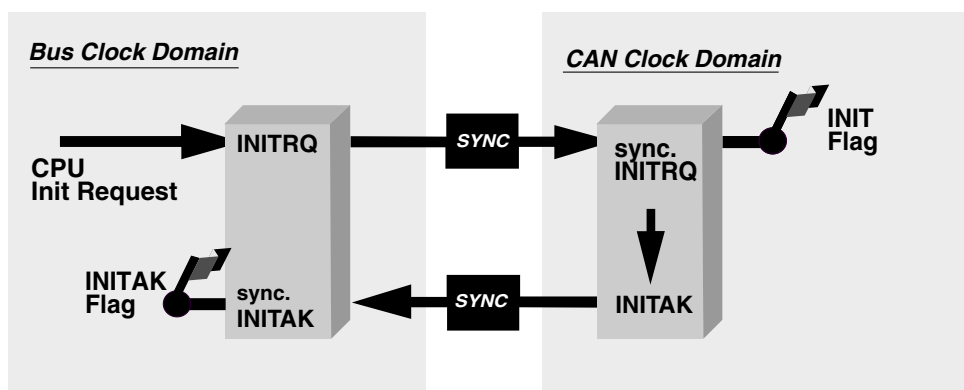 Bus Clock Domain
CAN Clock Domain
CPU
Init Request
INITRQ
SYNC
sync.
INITRQ
INIT
Flag
INITAK
Flag
sync.
INITAK
SYNC
INITAK